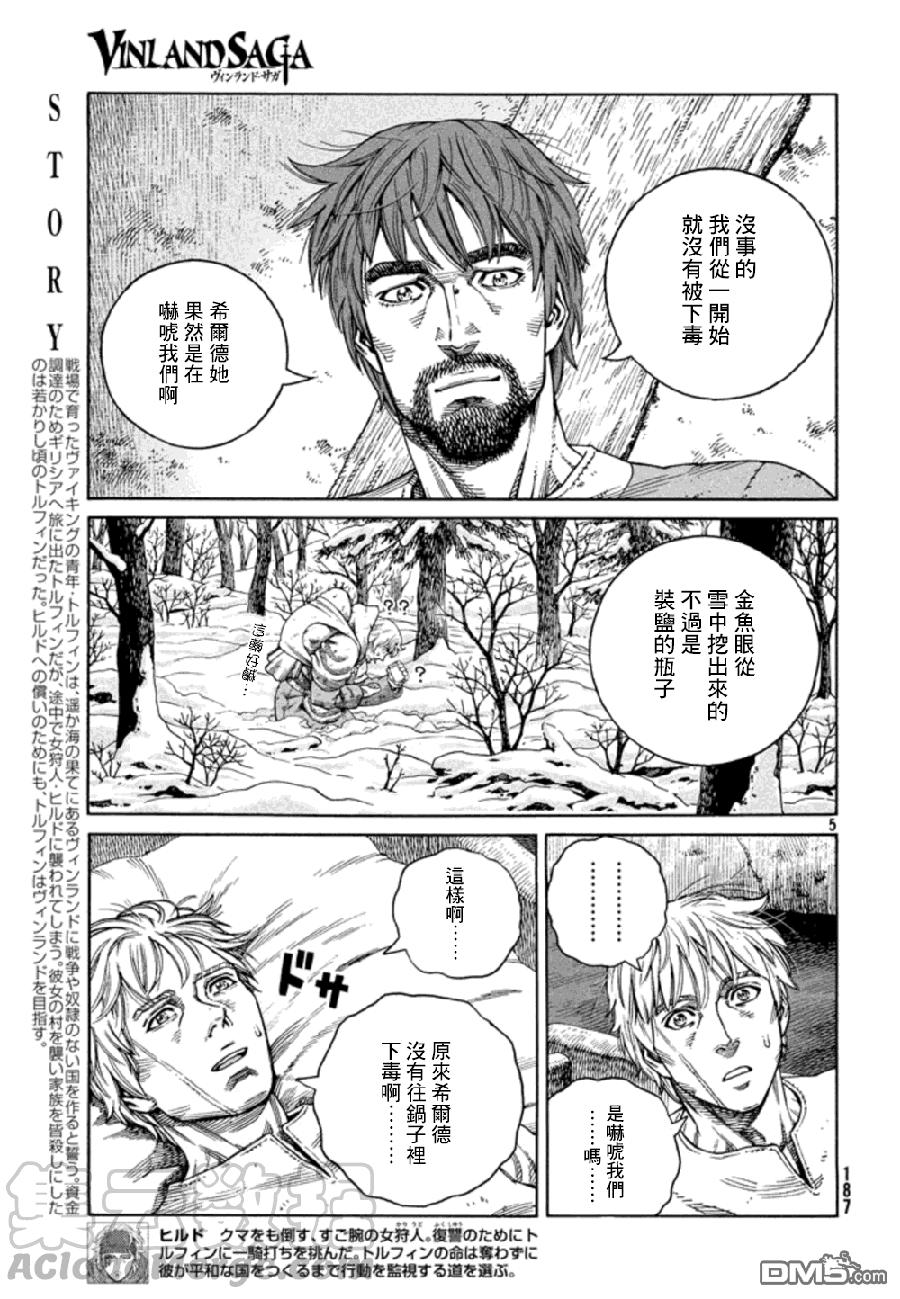 VINLAND SAGA
ヴィンランド・サガ
STORY
沒事的
我們從一開始
就沒有被下毒
希爾德她
果然是在
嚇唬我們啊
金魚眼從
雪中挖出來的
不過是
裝鹽的瓶子
??
?
這顆好鹹…
5
………
是嚇唬我們
……嗎……
這樣啊……
原來希爾德
沒有往鍋子裡
下毒啊………
ドサ
187
戦場で育ったヴァイキングの青年・トルフィンは、遥か海の果てにあるヴィンランドに戦争や奴隷のない国を作ると誓う。資金
調達のためギリシアへ旅に出たトルフィンだが、途中で女狩人・ヒルドに襲われてしまう。彼女の村を襲い家族を皆殺しにした
のは若かりし頃のトルフィンだった。ヒルドへの償いのためにも、トルフィンはヴィンランドを目指す。
ヒルド クマをも倒す、すご腕の女狩人。復讐のためにト
ルフィンに一騎打ちを挑んだ。トルフィンの命は奪わずに
彼が平和な国をつくるまで行動を監視する道を選ぶ。
DM5.com